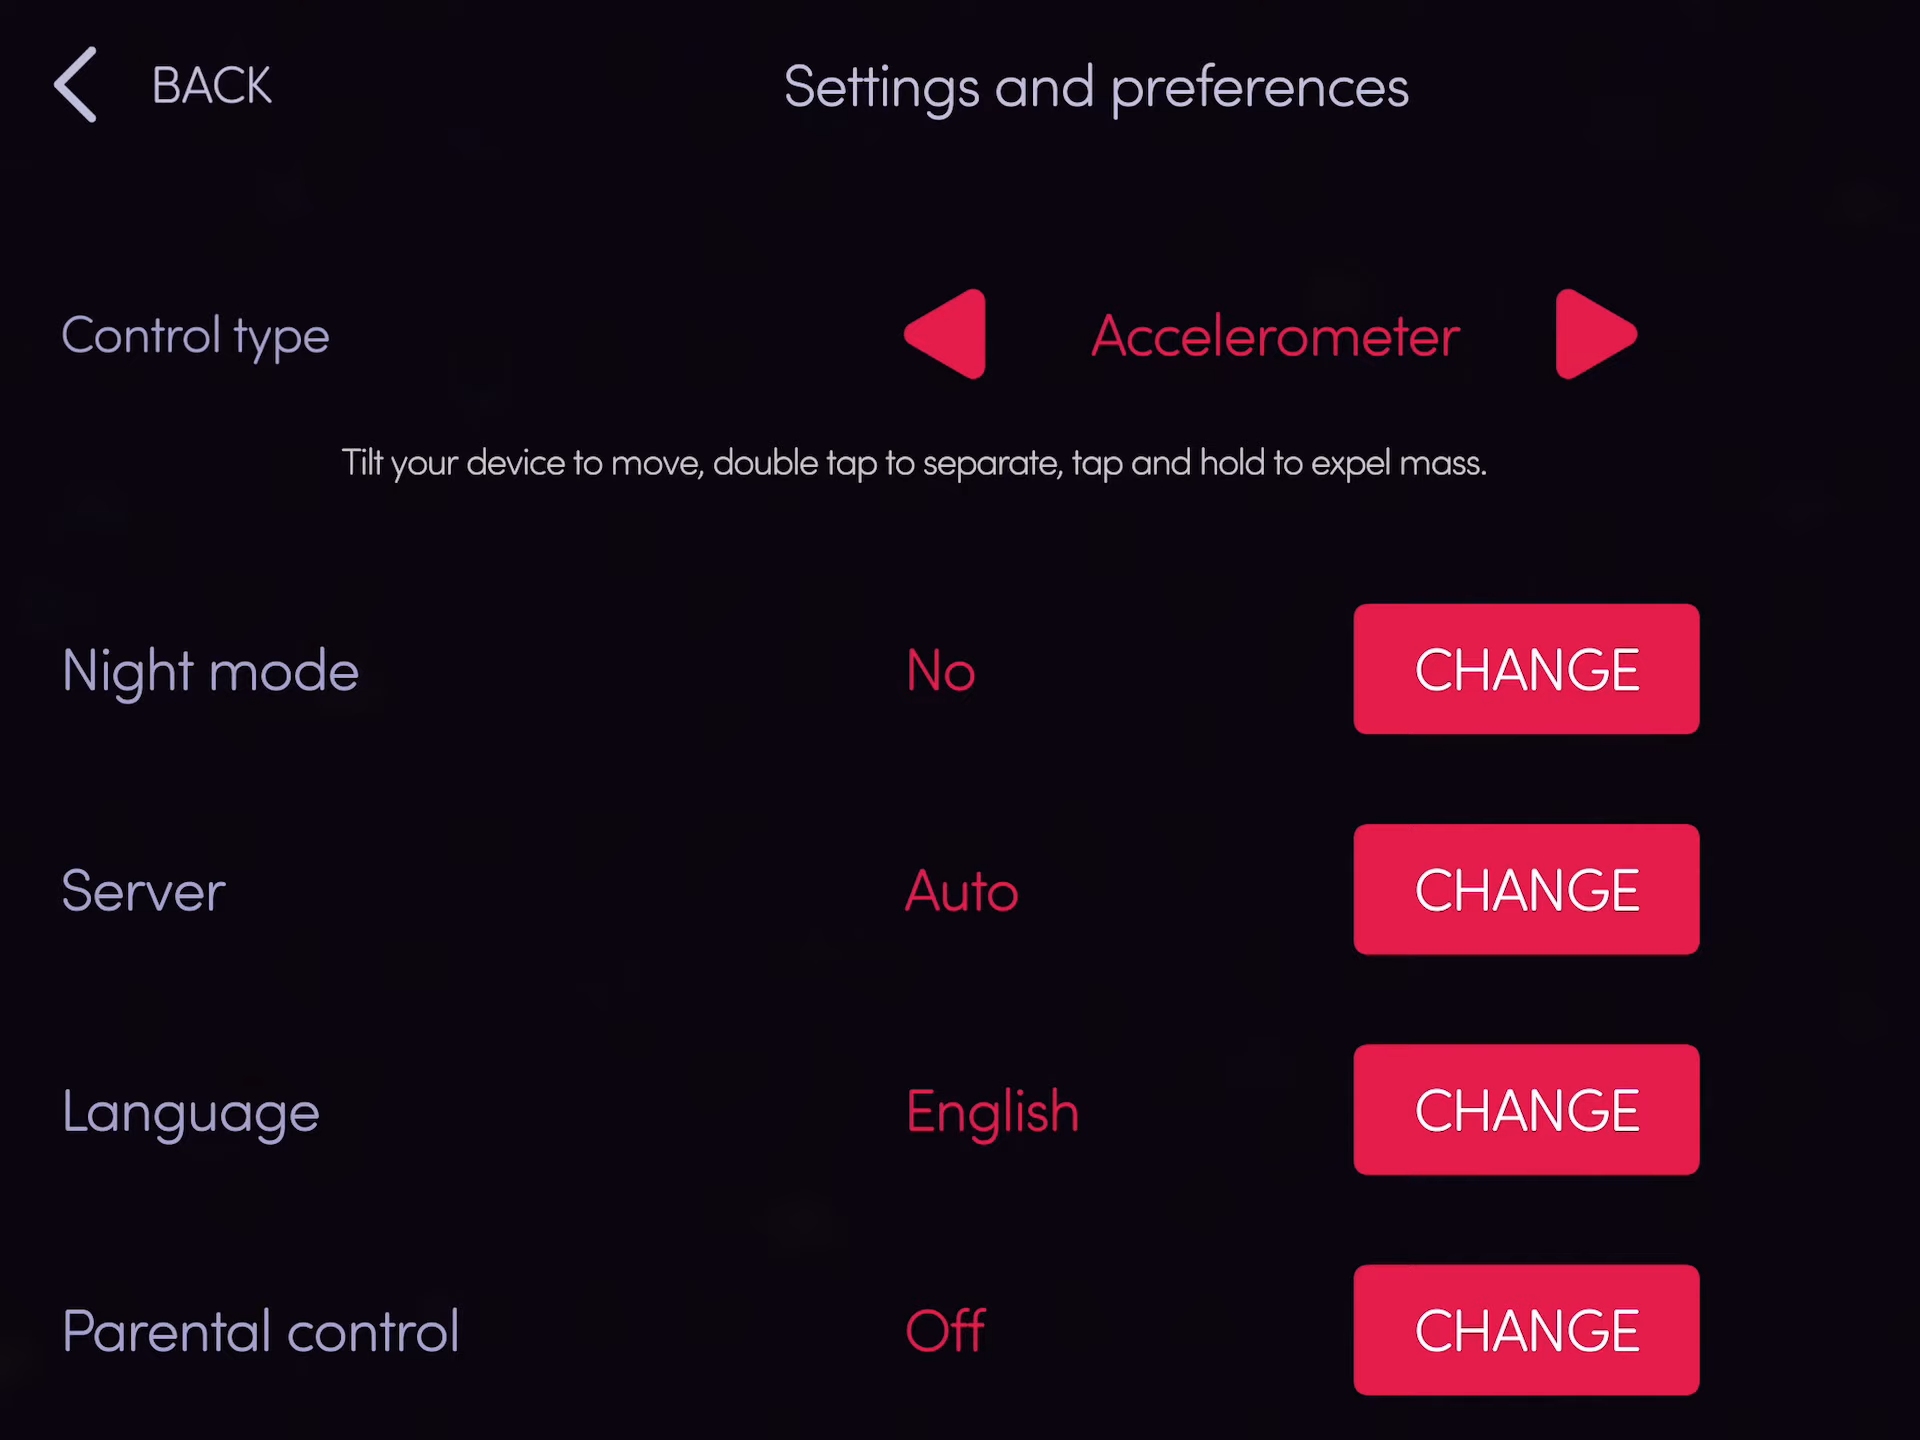 BACK
Settings and preferences
Control type
Accelerometer
Tilt your device to move, double tap to separate, tap and hold to expel mass.
Night mode
No
CHANGE
Server
Auto
CHANGE
Language
English
CHANGE
Parental control
Off
CHANGE